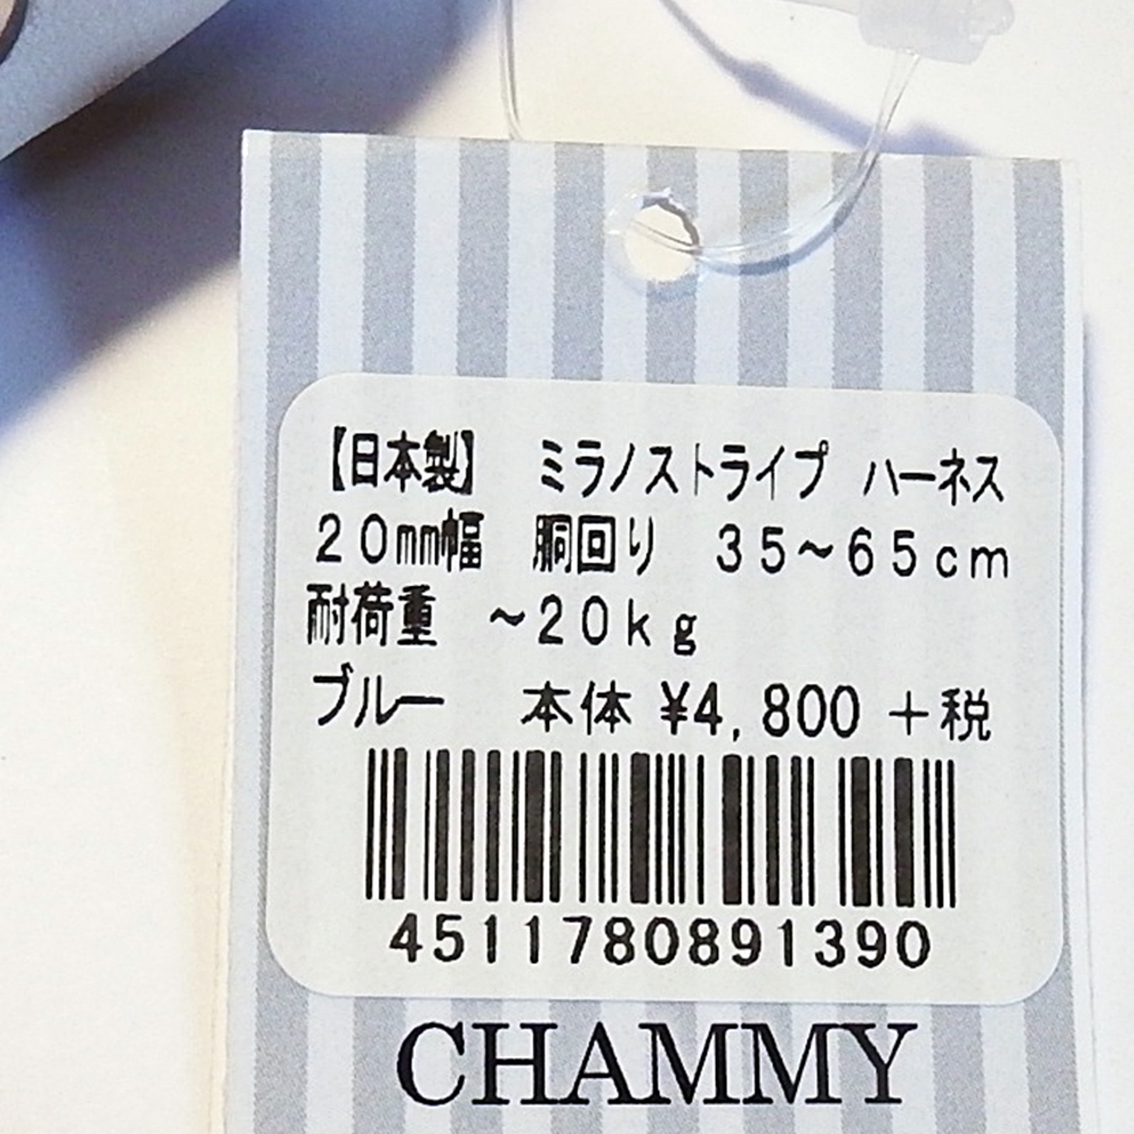 【日本製】 ミラノストライプ ハーネス
20mm幅 胴回り 35~65cm
耐荷重 ~20kg
ブルー 本体 ¥4,800 +税
4511780891390
CHAMMY